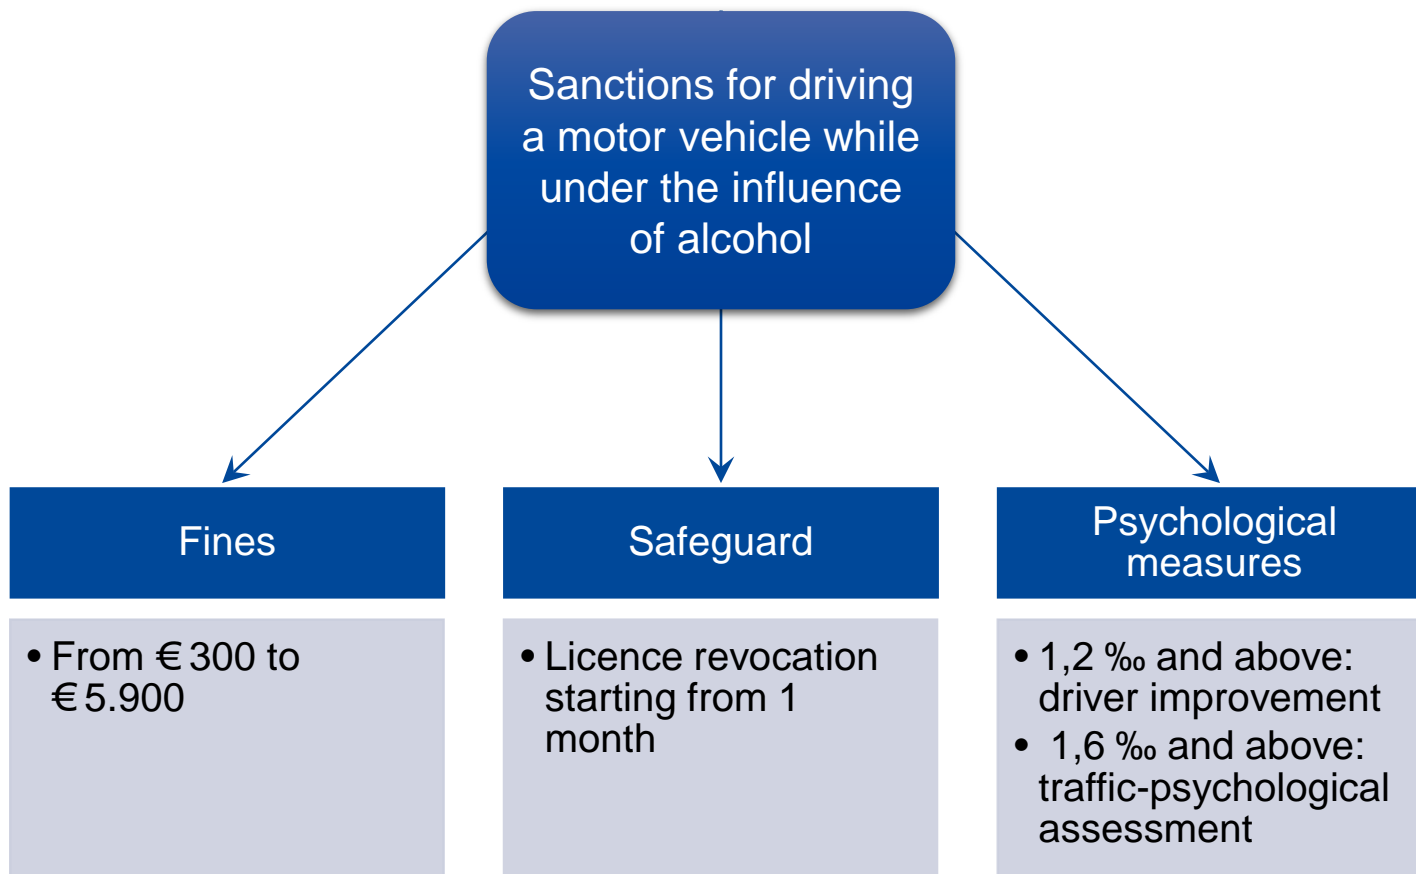 Sanctions for driving
a motor vehicle while
under the influence
of alcohol
Fines
• From € 300 to
€ 5.900
Safeguard
• Licence revocation
starting from 1
month
Psychological
measures
• 1,2 ‰ and above:
driver improvement
• 1,6 ‰ and above:
traffic-psychological
assessment